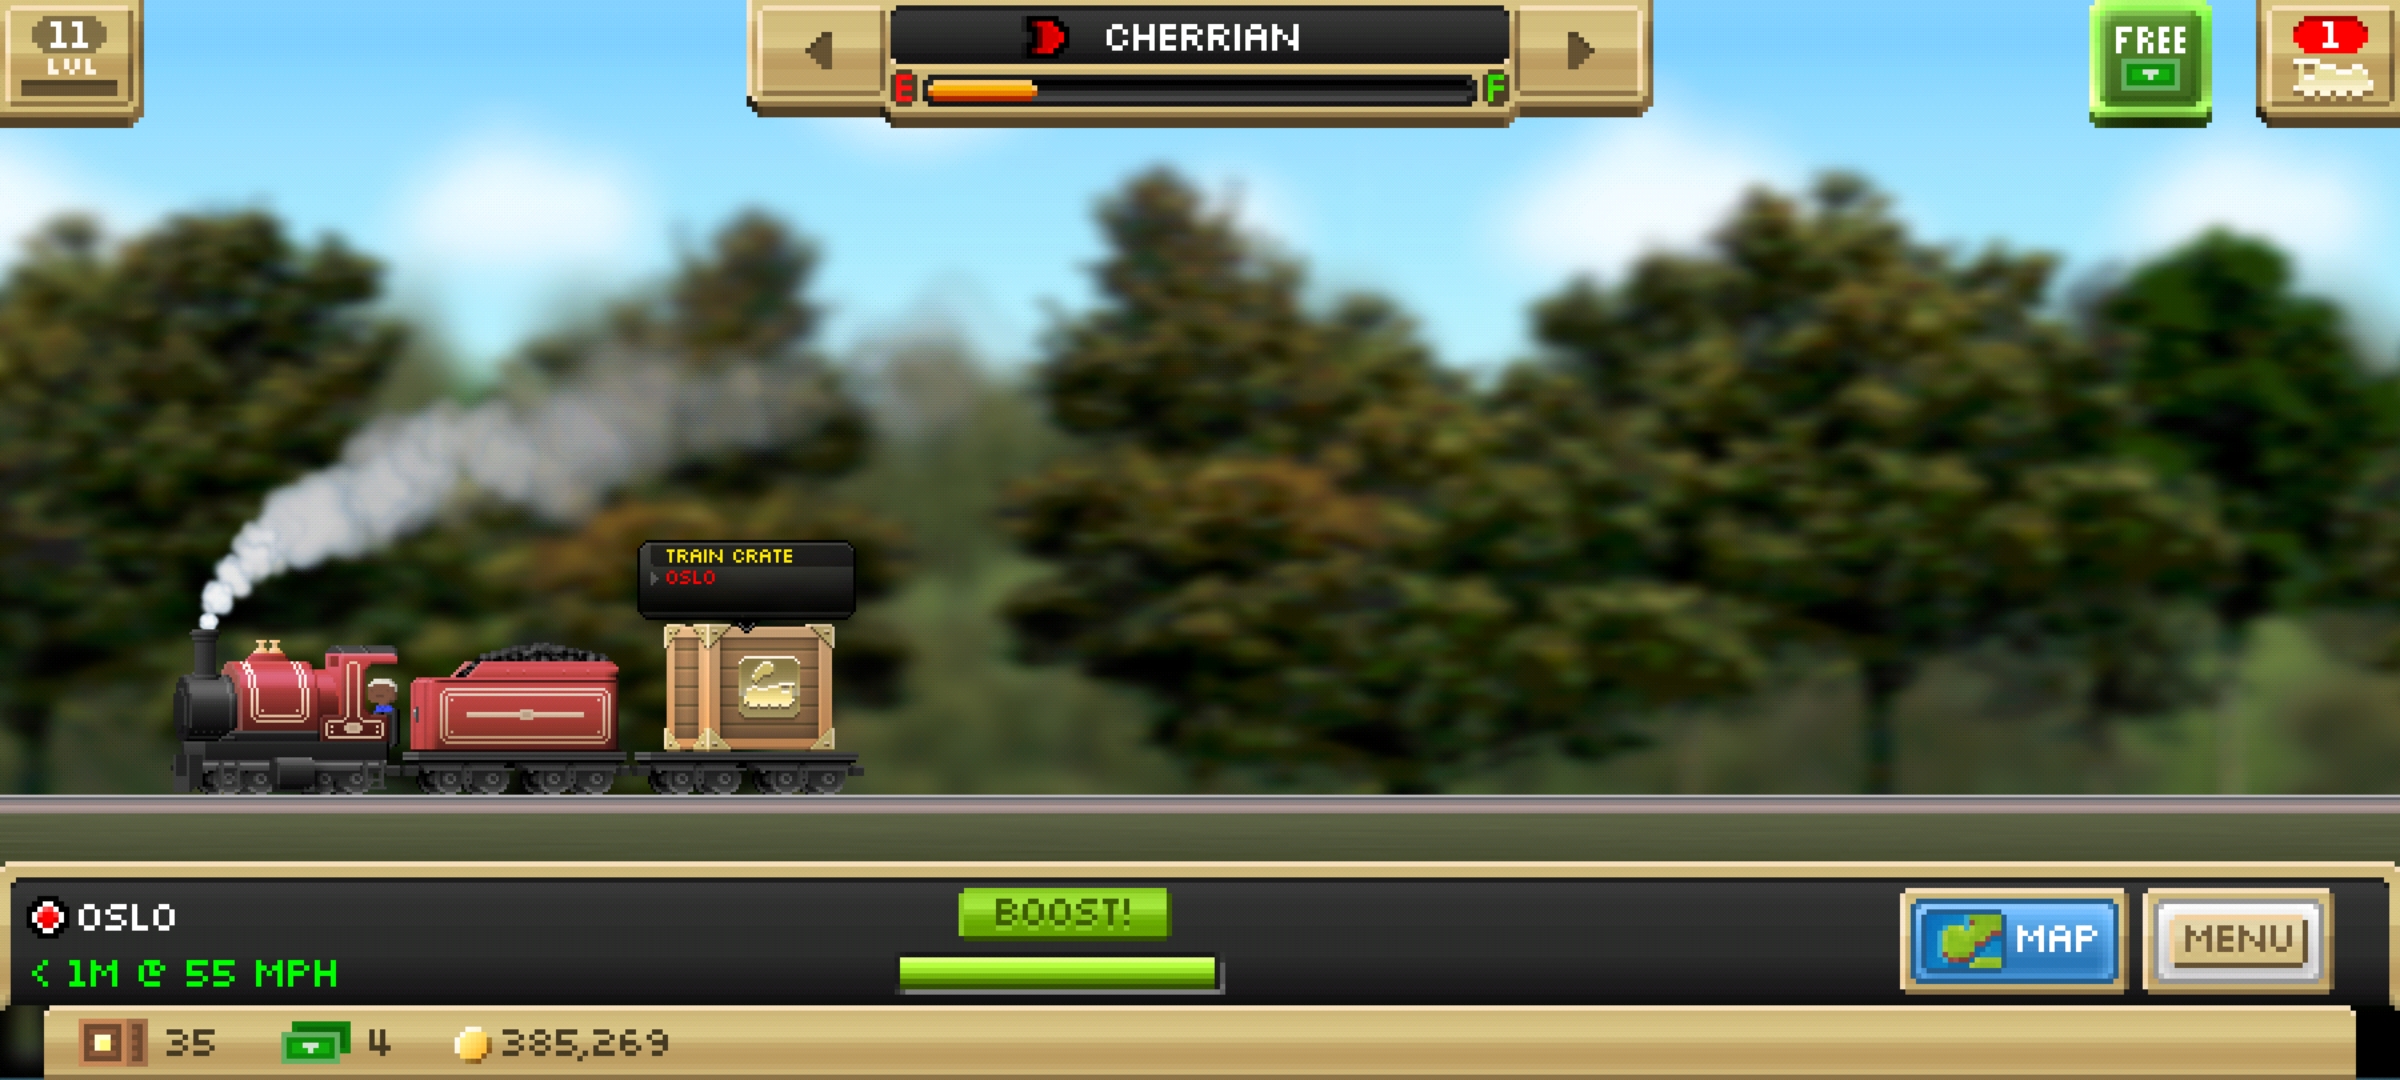 11
LVL
CHERRIAN
E F
FREE
1
TRAIN CRATE
OSLO
OSLO
< 1M @ 55 MPH
BOOST!
MAP
MENU
35
4
385,269